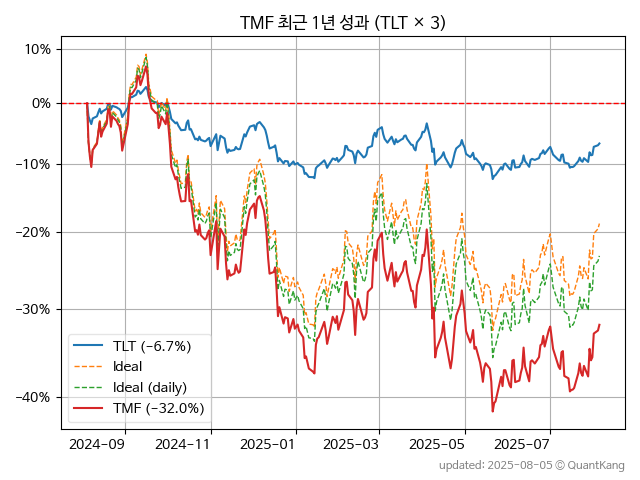 TMF 최근 1년 성과 (TLT × 3)
10%
0%
−10%
−20%
−30%
−40%
TLT (−6.7%)
Ideal
Ideal (daily)
TMF (−32.0%)
2024-09
2024-11
2025-01
2025-03
2025-05
2025-07
updated: 2025-08-05 © QuantKang